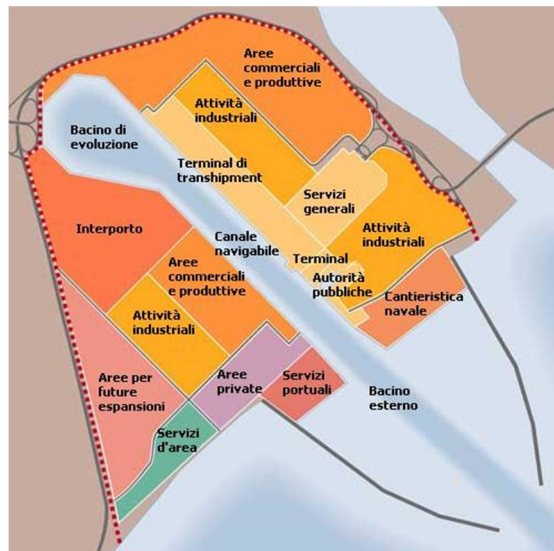 Aree
commerciali
e produttive
Attività
industriali
Bacino di
evoluzione
Terminal di
transhipment
Servizi
generali
Interporto
Canale
navigabile
Attività
industriali
Aree
commerciali
e produttive
Terminal
Autorità
pubbliche
Cantieristica
navale
Attività
industriali
Aree per
future
espansioni
Aree
private
Servizi
portuali
Bacino
esterno
Servizi
d'area